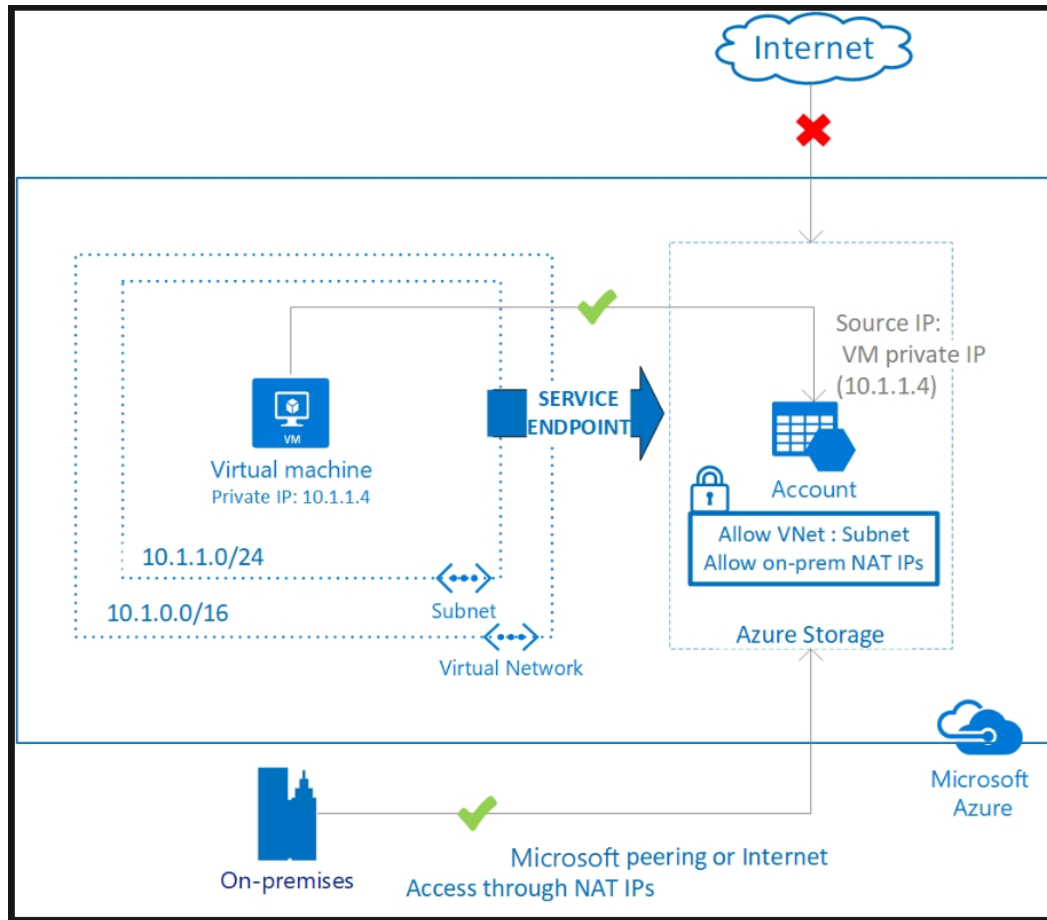 Internet
Source IP:
VM private IP
(10.1.1.4)
SERVICE
ENDPOINT
VM
Virtual machine
Private IP: 10.1.1.4
Account
Allow VNet : Subnet
Allow on-prem NAT IPs
10.1.1.0/24
Subnet
10.1.0.0/16
Azure Storage
Virtual Network
Microsoft
Azure
On-premises
Microsoft peering or Internet
Access through NAT IPs